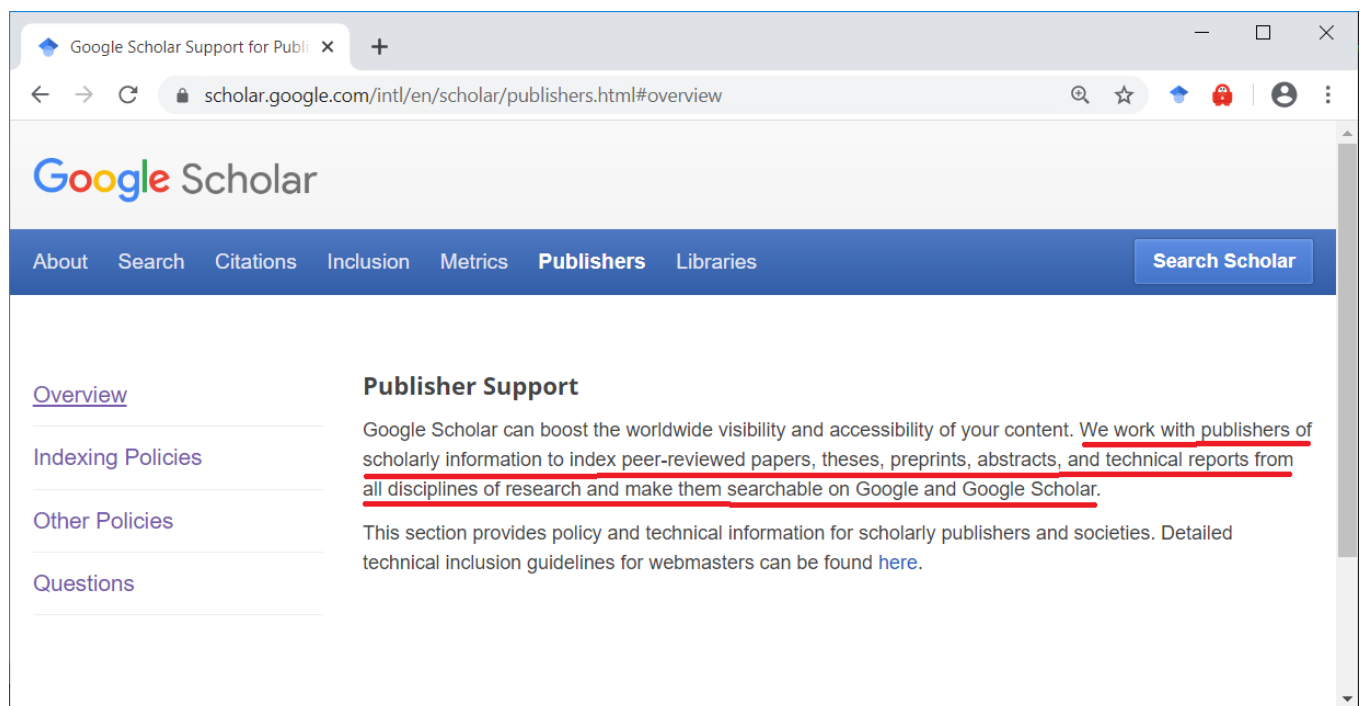 Google Scholar Support for Publi
scholar.google.com/intl/en/scholar/publishers.html#overview
Google Scholar
About Search Citations Inclusion Metrics Publishers Libraries Search Scholar
Overview
Indexing Policies
Other Policies
Questions
Publisher Support
Google Scholar can boost the worldwide visibility and accessibility of your content. We work with publishers of
scholarly information to index peer-reviewed papers, theses, preprints, abstracts, and technical reports from
all disciplines of research and make them searchable on Google and Google Scholar.
This section provides policy and technical information for scholarly publishers and societies. Detailed
technical inclusion guidelines for webmasters can be found here.